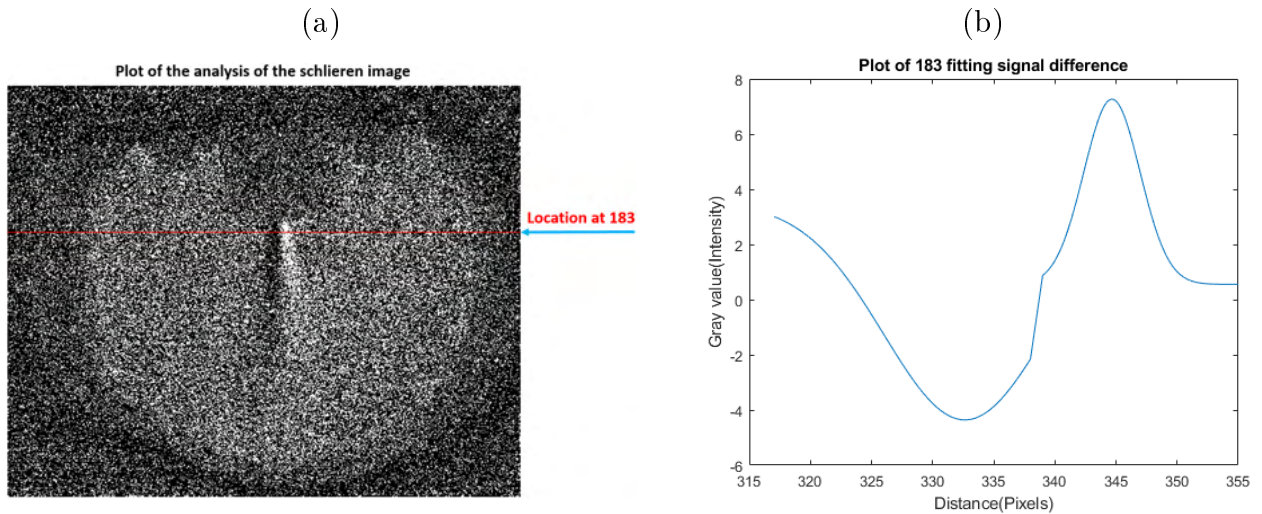 (a)
Plot of the analysis of the schlieren image
Location at 183
(b)
Plot of 183 fitting signal difference
8
6
4
2
0
-2
-4
-6
Gray value(Intensity)
315 320 325 330 335 340 345 350 355
Distance(Pixels)